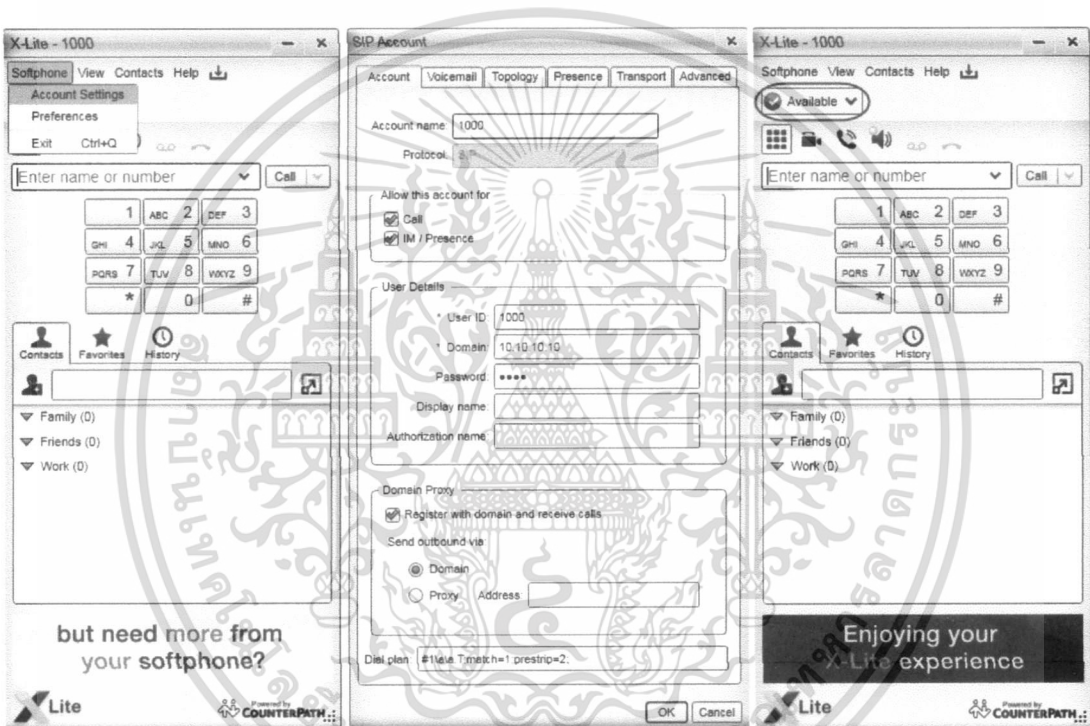 X-Lite - 1000
Softphone View Contacts Help
Account Settings
Preferences
Exit Ctrl+Q
Enter name or number Call
1 ABC 2 DEF 3
GHI 4 JKL 5 MNO 6
PQRS 7 TUV 8 WXYZ 9
* 0 #
Contacts Favorites History
Family (0)
Friends (0)
Work (0)
but need more from
your softphone?
X Lite
Powered by
COUNTERPATH
SIP Account
Account Voicemail Topology Presence Transport Advanced
Account name: 1000
Protocol:
Allow this account for
Call
IM / Presence
User Details
* User ID: 1000
* Domain: 10.10.10.10
Password: ••••
Display name:
Authorization name:
Domain Proxy
Register with domain and receive calls
Send outbound via:
Domain
Proxy Address:
Dial plan: #1\a\a.T;match=1;prestrip=2;
OK Cancel
X-Lite - 1000
Softphone View Contacts Help
Available
Enter name or number Call
1 ABC 2 DEF 3
GHI 4 JKL 5 MNO 6
PQRS 7 TUV 8 WXYZ 9
* 0 #
Contacts Favorites History
Family (0)
Friends (0)
Work (0)
Enjoying your
X-Lite experience
X Lite
Powered by
COUNTERPATH